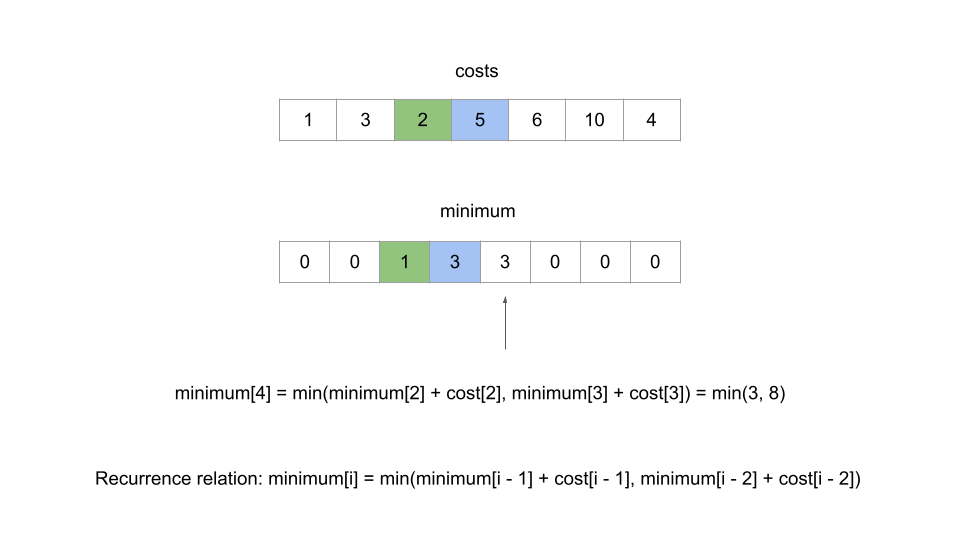 costs
1 3 2 5 6 10 4
minimum
0 0 1 3 3 0 0 0
minimum[4] = min(minimum[2] + cost[2], minimum[3] + cost[3]) = min(3, 8)
Recurrence relation: minimum[i] = min(minimum[i - 1] + cost[i - 1], minimum[i - 2] + cost[i - 2])